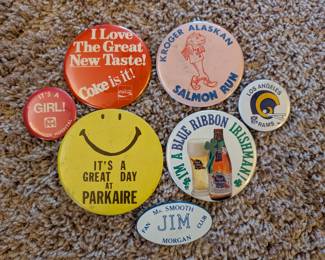 I Love
The Great
New Taste!
Coke is it!
KROGER ALASKAN
SALMON RUN
IT'S A
GIRL!
LOS ANGELES
RAMS
IT'S A
GREAT DAY
AT
PARKAIRE
I'M A BLUE RIBBON IRISHMAN!
MR. SMOOTH
FAN
JIM
CLUB
MORGAN